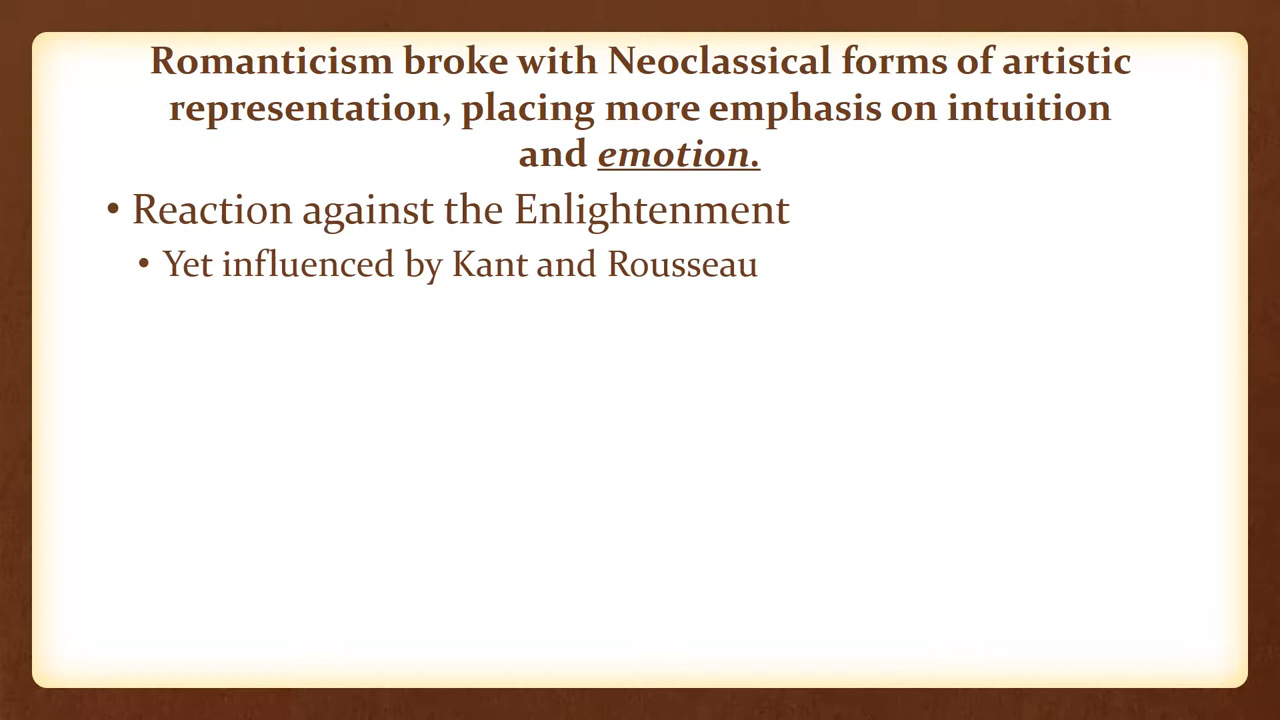 Romanticism broke with Neoclassical forms of artistic
representation, placing more emphasis on intuition
and emotion.
• Reaction against the Enlightenment
• Yet influenced by Kant and Rousseau